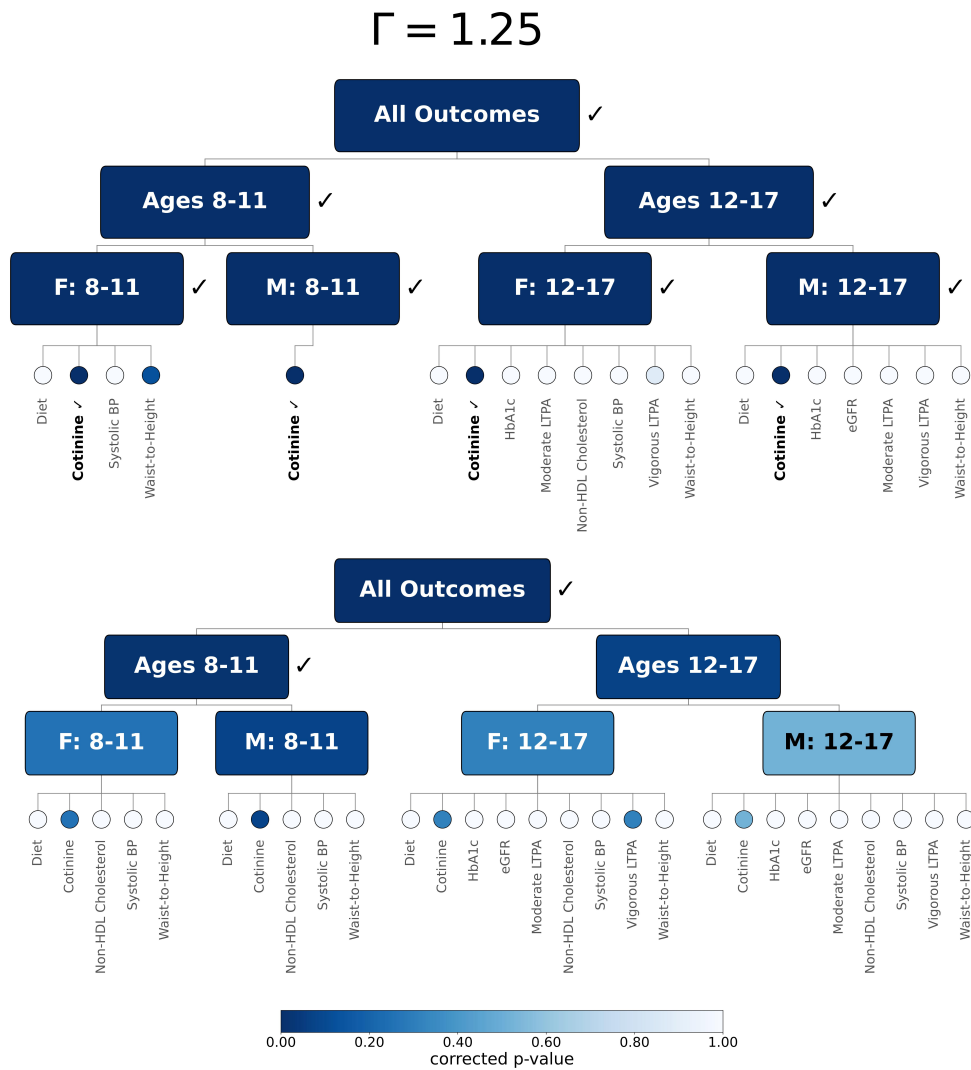 Γ = 1.25
All Outcomes ✓
Ages 8-11 ✓
Ages 12-17 ✓
F: 8-11 ✓
M: 8-11 ✓
F: 12-17 ✓
M: 12-17 ✓
Diet
Cotinine ✓
Systolic BP
Waist-to-Height
Cotinine ✓
Diet
Cotinine ✓
HbA1c
Moderate LTPA
Non-HDL Cholesterol
Systolic BP
Vigorous LTPA
Waist-to-Height
Diet
Cotinine ✓
HbA1c
eGFR
Moderate LTPA
Vigorous LTPA
Waist-to-Height
All Outcomes ✓
Ages 8-11 ✓
Ages 12-17
F: 8-11
M: 8-11
F: 12-17
M: 12-17
Diet
Cotinine
Non-HDL Cholesterol
Systolic BP
Waist-to-Height
Diet
Cotinine
Non-HDL Cholesterol
Systolic BP
Waist-to-Height
Diet
Cotinine
HbA1c
eGFR
Moderate LTPA
Non-HDL Cholesterol
Systolic BP
Vigorous LTPA
Waist-to-Height
Diet
Cotinine
HbA1c
eGFR
Moderate LTPA
Non-HDL Cholesterol
Systolic BP
Vigorous LTPA
Waist-to-Height
0.00 0.20 0.40 0.60 0.80 1.00
corrected p-value